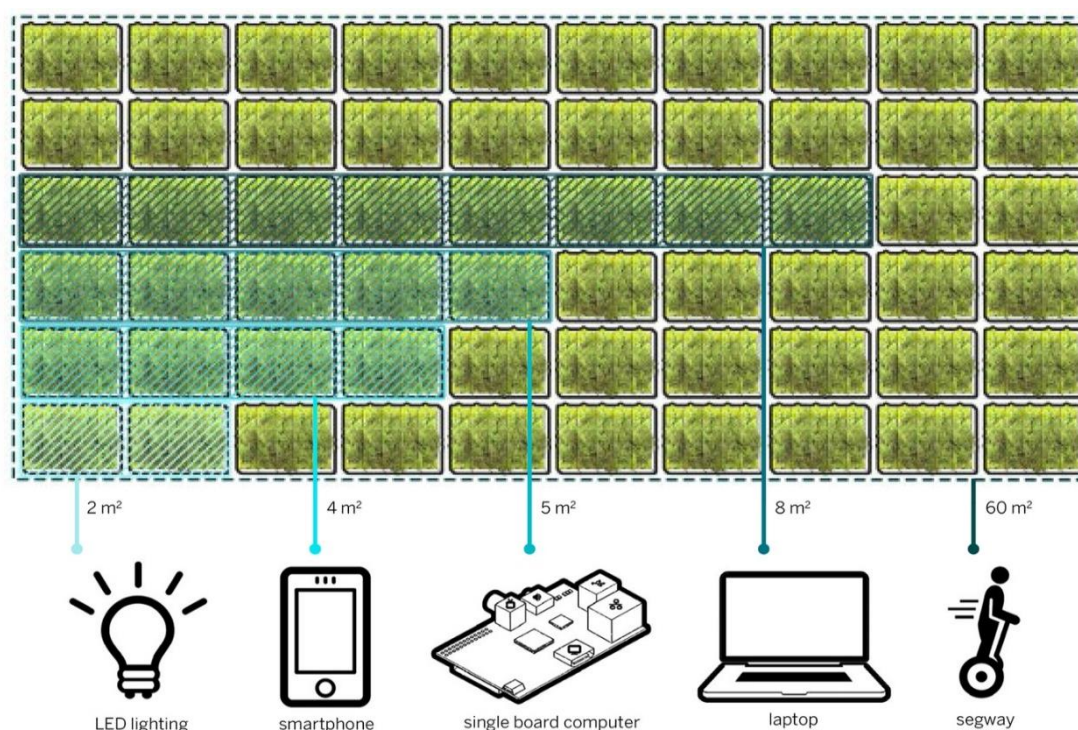 2 m² 4 m² 5 m² 8 m² 60 m²
LED lighting smartphone single board computer laptop segway